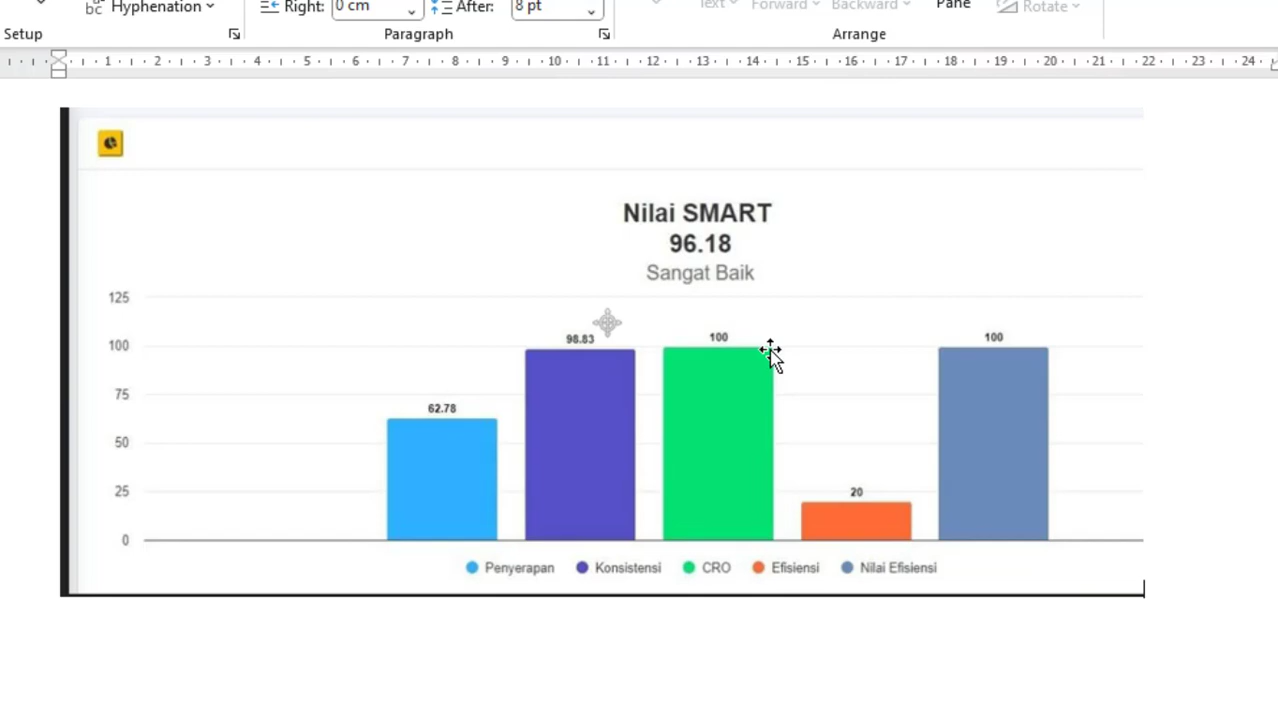 Hyphenation Right: 0 cm After: 8 pt Text Forward Backward Pane Rotate
Setup Paragraph Arrange
1 2 3 4 5 6 7 8 9 10 11 12 13 14 15 16 17 18 19 20 21 22 23 24
Nilai SMART
96.18
Sangat Baik
125
100
75
50
25
0
62.78
98.83
100
20
100
Penyerapan Konsistensi CRO Efisiensi Nilai Efisiensi